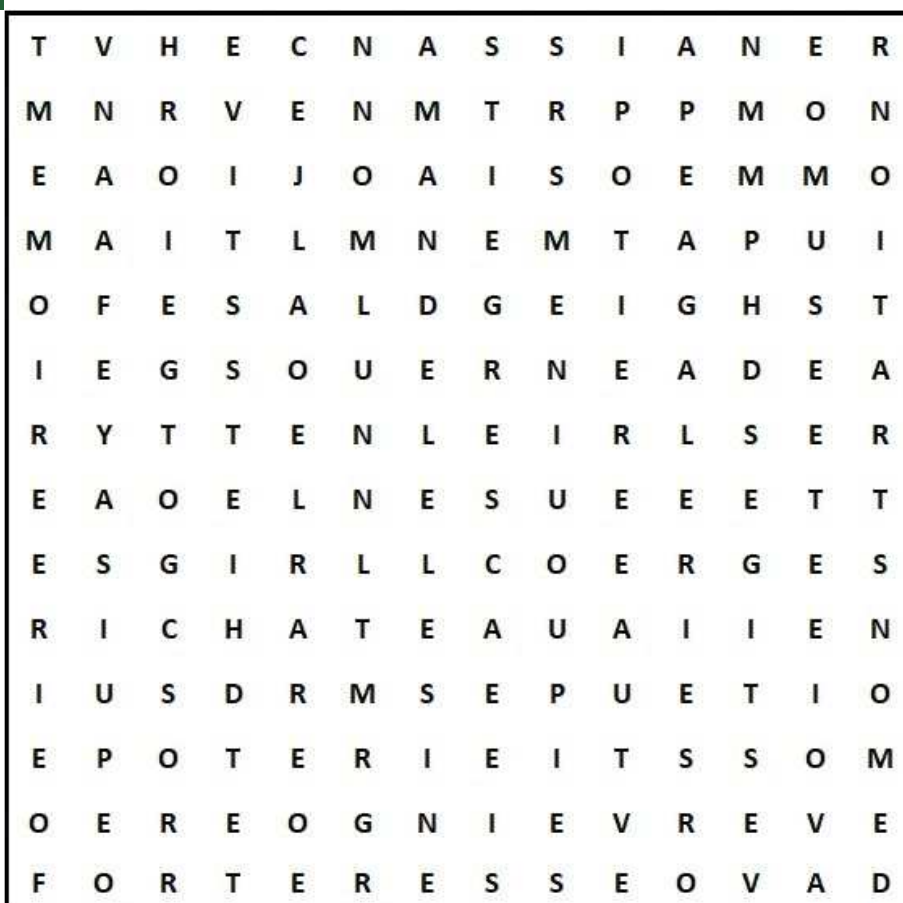 T V H E C N A S S I A N E R
M N R V E N M T R P P M O N
E A O I J O A I S O E M M O
M A I T L M N E M T A P U I
O F E S A L D G E I G H S T
I E G S O U E R N E A D E A
R Y T T E N L E I R L S E R
E A O E L N E S U E E E T T
E S G I R L L C O E R G E S
R I C H A T E A U A I I E N
I U S D R M S E P U E T I O
E P O T E R I E I T S S O M
O E R E O G N I E V R E V E
F O R T E R E S S E O V A D